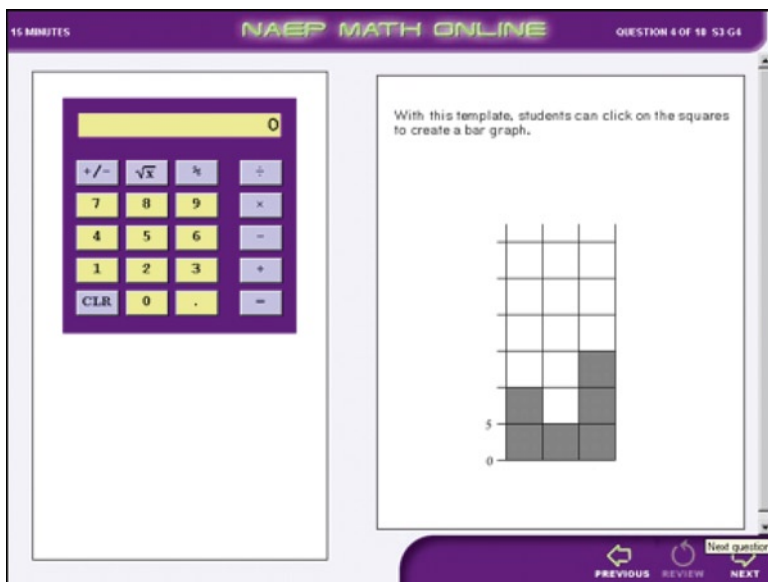 15 MINUTES
NAEP MATH ONLINE
QUESTION 4 OF 18 S3 G4
0
+/- √x % ÷
7 8 9 ×
4 5 6 -
1 2 3 +
CLR 0 . =
With this template, students can click on the squares
to create a bar graph.
5
0
Next question
PREVIOUS REVIEW NEXT